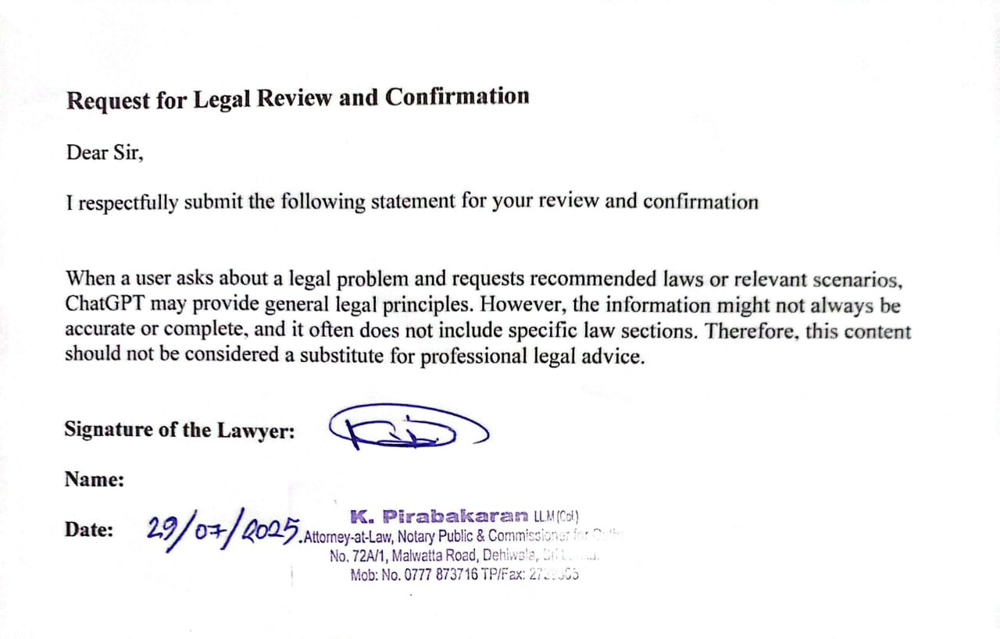 Request for Legal Review and Confirmation
Dear Sir,
I respectfully submit the following statement for your review and confirmation
When a user asks about a legal problem and requests recommended laws or relevant scenarios,
ChatGPT may provide general legal principles. However, the information might not always be
accurate or complete, and it often does not include specific law sections. Therefore, this content
should not be considered a substitute for professional legal advice.
Signature of the Lawyer:
Name:
Date: 29/07/2025
K. Pirabakaran LLM (Col)
Attorney-at-Law, Notary Public & Commissioner for
No. 72A/1, Malwatta Road, Dehiwala,
Mob: No. 0777 873716 TP/Fax: